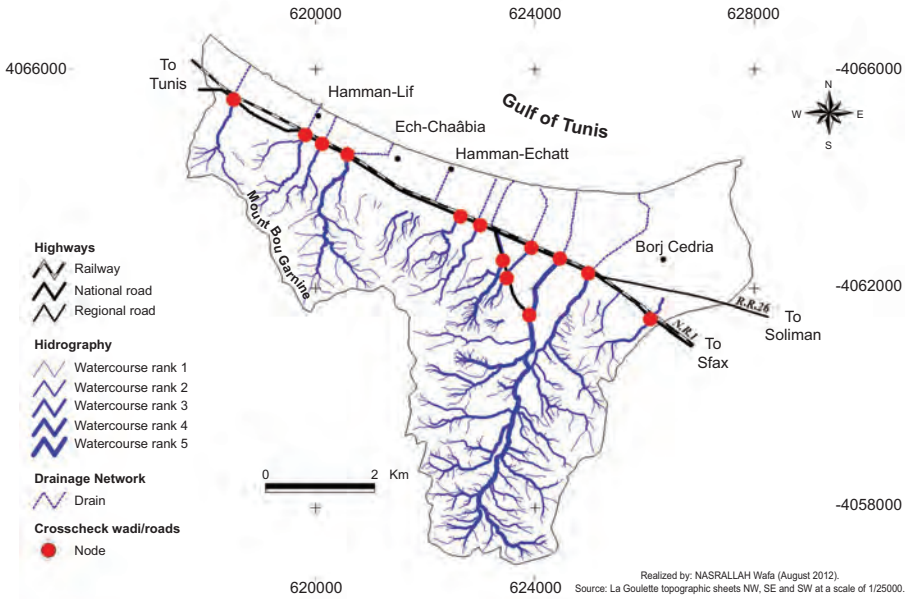 620000
624000
628000
4066000
-4066000
To
Tunis
Hamman-Lif
Ech-Chaâbia
Hamman-Echatt
Gulf of Tunis
N
W
E
S
Mount Bou Garnine
Borj Cedria
-4062000
R.R.26
To
Soliman
N.R.1
To
Sfax
Highways
Railway
National road
Regional road
Hidrography
Watercourse rank 1
Watercourse rank 2
Watercourse rank 3
Watercourse rank 4
Watercourse rank 5
Drainage Network
Drain
Crosscheck wadi/roads
Node
0
2
Km
-4058000
620000
624000
Realized by: NASRALLAH Wafa (August 2012).
Source: La Goulette topographic sheets NW, SE and SW at a scale of 1/25000.